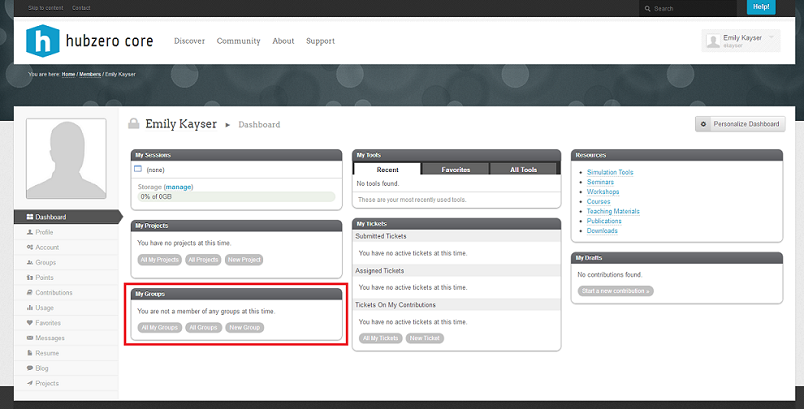 Skip to content Contact
Search
Help!
h hubzero core
Discover Community About Support
Emily Kayser
You are here: Home / Members / Emily Kayser
Emily Kayser ▸ Dashboard
Personalize Dashboard
Dashboard
Profile
Account
Groups
Points
Contributions
Usage
Favorites
Messages
Resume
Blog
Projects
My Sessions
(none)
Storage (manage)
0% of 0GB
My Projects
You have no projects at this time.
All My Projects All Projects New Project
My Groups
You are not a member of any groups at this time.
All My Groups All Groups New Group
My Tools
Recent Favorites All Tools
No tools found.
These are your most recently used tools.
My Tickets
Submitted Tickets
You have no active tickets at this time.
Assigned Tickets
You have no active tickets at this time.
Tickets On My Contributions
You have no active tickets at this time.
All My Tickets New Ticket
Resources
Simulation Tools
Seminars
Workshops
Courses
Teaching Materials
Publications
Downloads
My Drafts
No contributions found.
Start a new contribution »